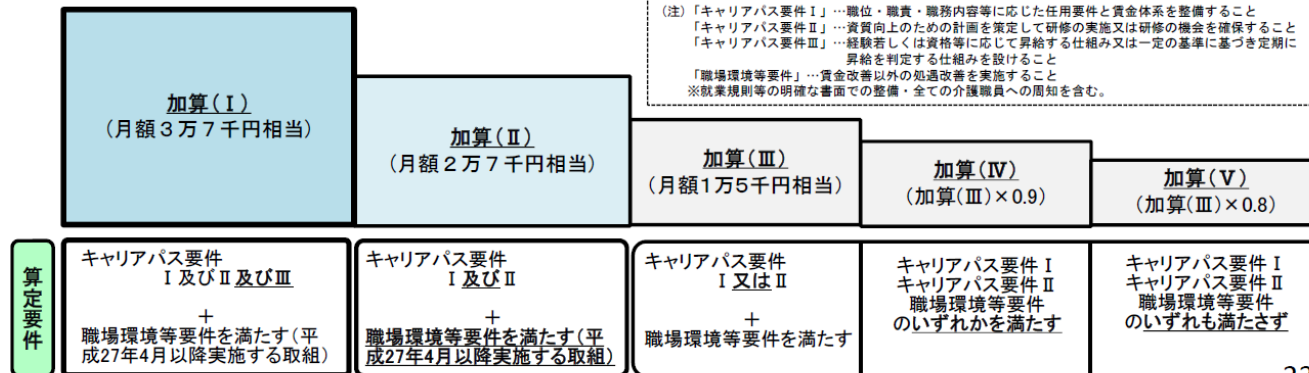 (注)「キャリアパス要件Ⅰ」…職位・職責・職務内容等に応じた任用要件と賃金体系を整備すること
「キャリアパス要件Ⅱ」…資質向上のための計画を策定して研修の実施又は研修の機会を確保すること
「キャリアパス要件Ⅲ」…経験若しくは資格等に応じて昇給する仕組み又は一定の基準に基づき定期に
昇給を判定する仕組みを設けること
「職場環境等要件」…賃金改善以外の処遇改善を実施すること
※就業規則等の明確な書面での整備・全ての介護職員への周知を含む。
加算(Ⅰ)
(月額3万7千円相当)
加算(Ⅱ)
(月額2万7千円相当)
加算(Ⅲ)
(月額1万5千円相当)
加算(Ⅳ)
(加算(Ⅲ)×0.9)
加算(Ⅴ)
(加算(Ⅲ)×0.8)
算定要件
キャリアパス要件
Ⅰ及びⅡ及びⅢ
+
職場環境等要件を満たす(平
成27年4月以降実施する取組)
キャリアパス要件
Ⅰ及びⅡ
+
職場環境等要件を満たす(平
成27年4月以降実施する取組)
キャリアパス要件
Ⅰ又はⅡ
+
職場環境等要件を満たす
キャリアパス要件Ⅰ
キャリアパス要件Ⅱ
職場環境等要件
のいずれかを満たす
キャリアパス要件Ⅰ
キャリアパス要件Ⅱ
職場環境等要件
のいずれも満たさず